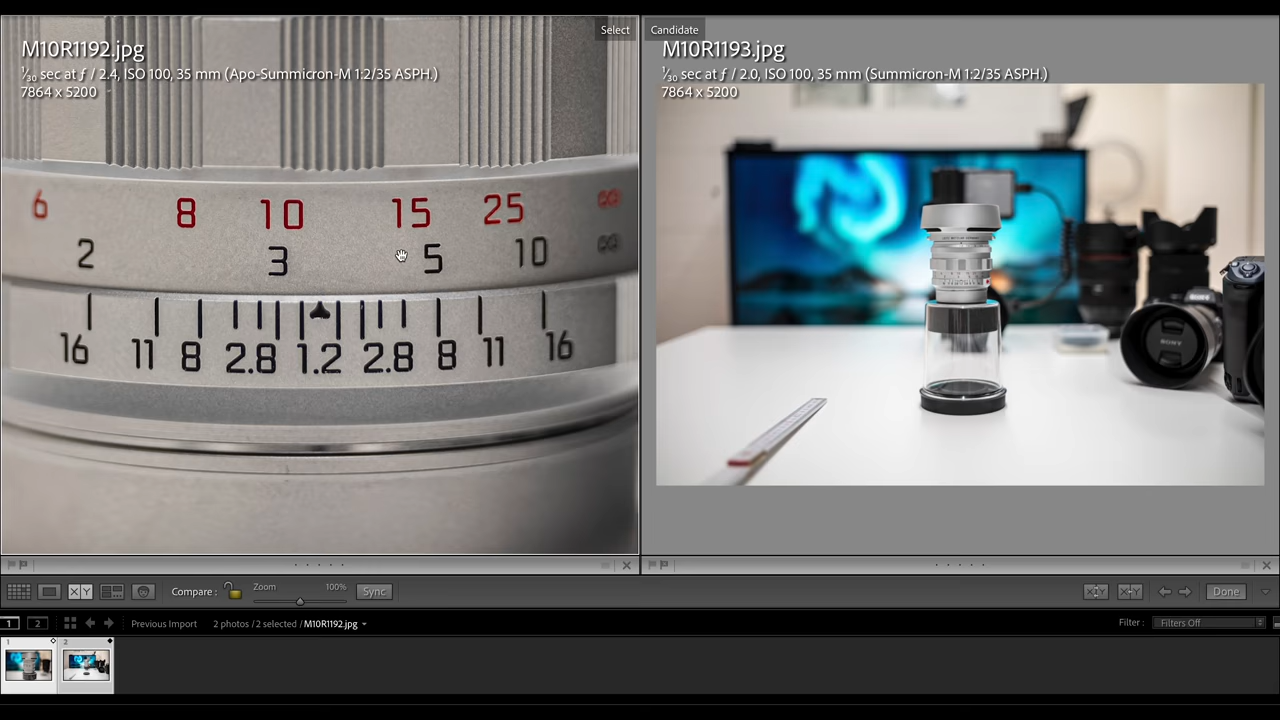 Select
M10R1192.jpg
1/30 sec at ƒ / 2.4, ISO 100, 35 mm (Apo-Summicron-M 1:2/35 ASPH.)
7864 x 5200
6 8 10 15 25 ∞
2 3 5 10 ∞
16 11 8 2.8 1.2 2.8 8 11 16
Candidate
M10R1193.jpg
1/30 sec at ƒ / 2.0, ISO 100, 35 mm (Summicron-M 1:2/35 ASPH.)
7864 x 5200
SONY
XY Compare : Zoom 100% Sync
X Y X Y Done
1 2 Previous Import 2 photos / 2 selected / M10R1192.jpg Filter : Filters Off
1 2